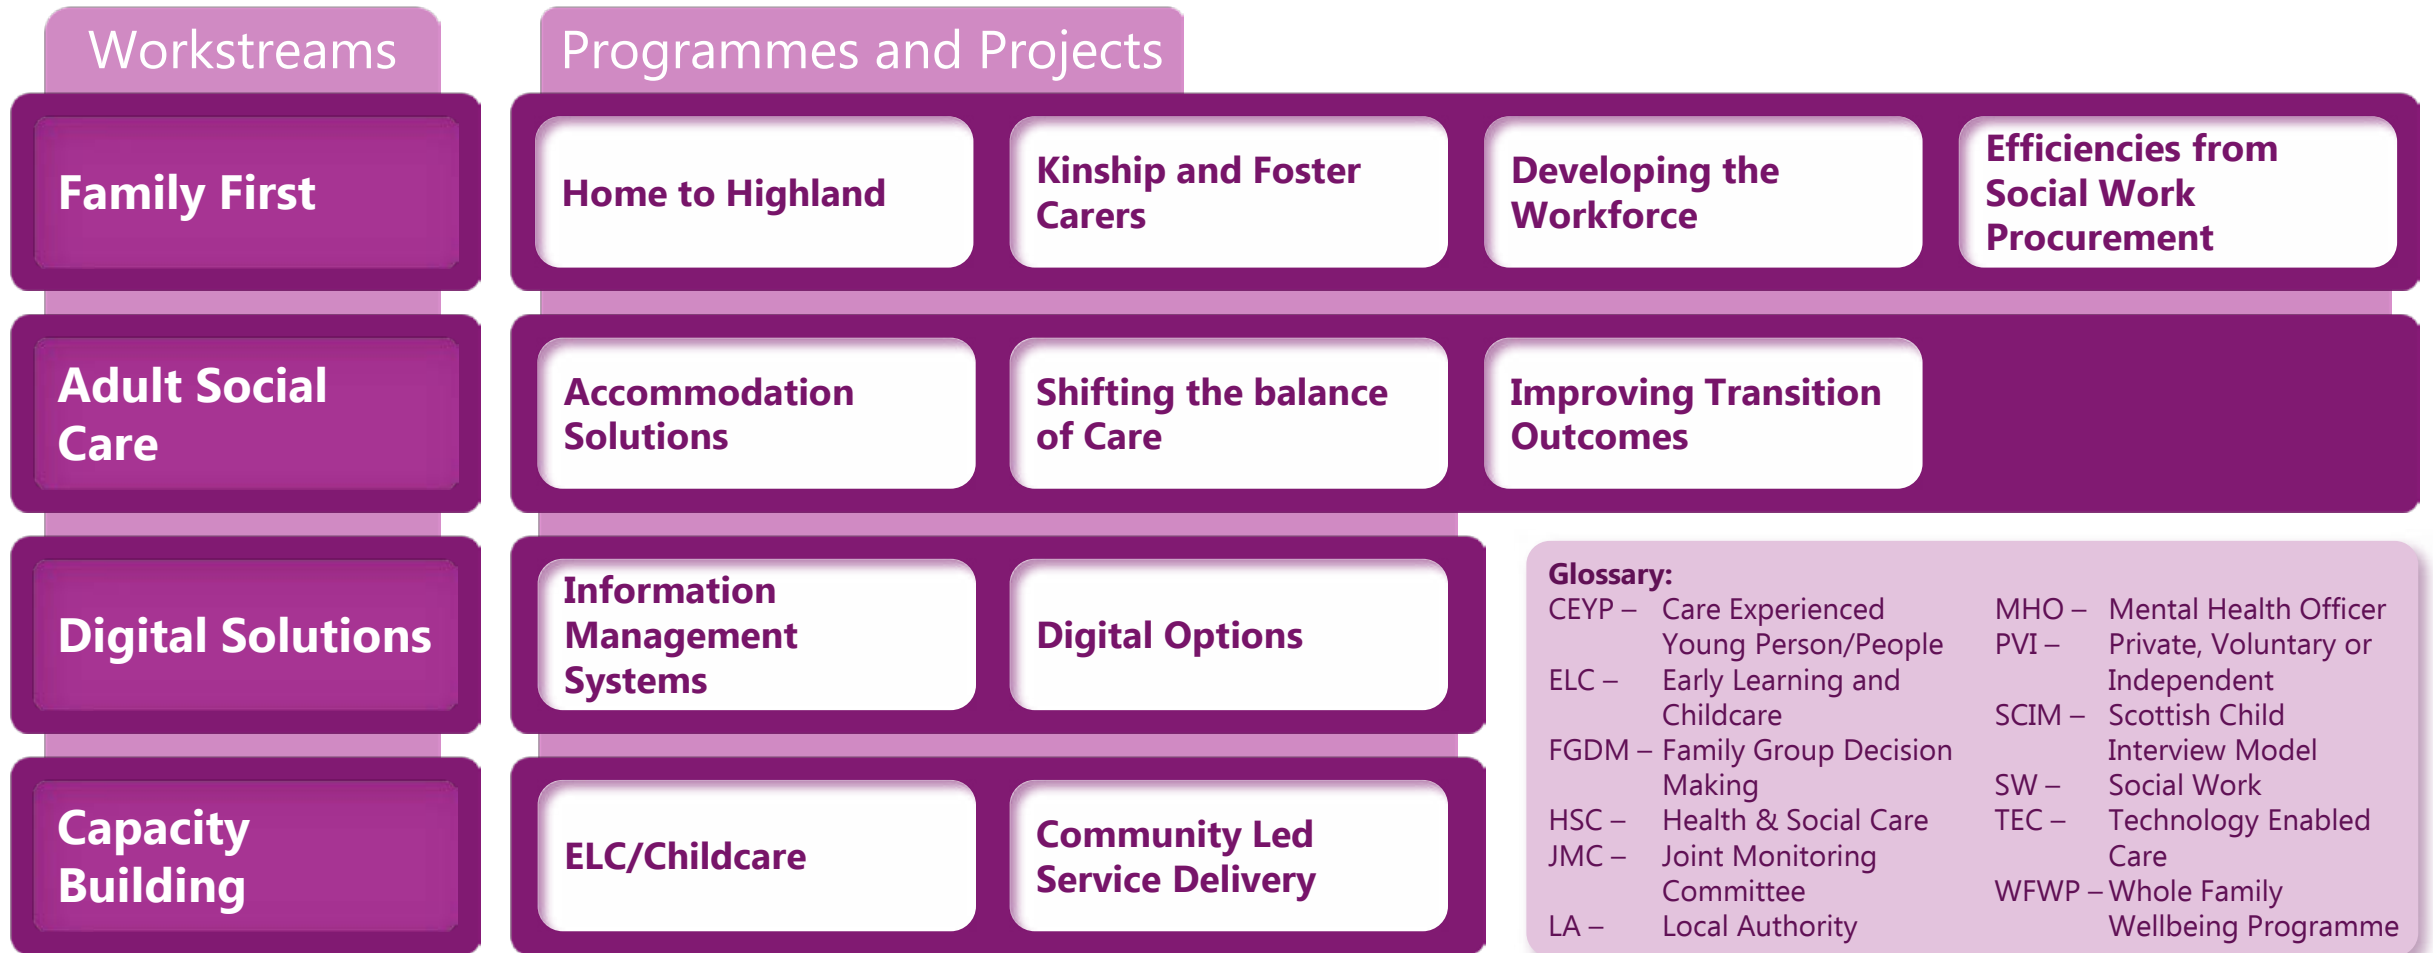 Workstreams
Programmes and Projects
Family First
Home to Highland
Kinship and Foster
Carers
Developing the
Workforce
Efficiencies from
Social Work
Procurement
Adult Social
Care
Accommodation
Solutions
Shifting the balance
of Care
Improving Transition
Outcomes
Digital Solutions
Information
Management
Systems
Digital Options
Capacity
Building
ELC/Childcare
Community Led
Service Delivery
Glossary:
CEYP – Care Experienced
Young Person/People
ELC – Early Learning and
Childcare
FGDM – Family Group Decision
Making
HSC – Health & Social Care
JMC – Joint Monitoring
Committee
LA – Local Authority
MHO – Mental Health Officer
PVI – Private, Voluntary or
Independent
SCIM – Scottish Child
Interview Model
SW – Social Work
TEC – Technology Enabled
Care
WFWP – Whole Family
Wellbeing Programme